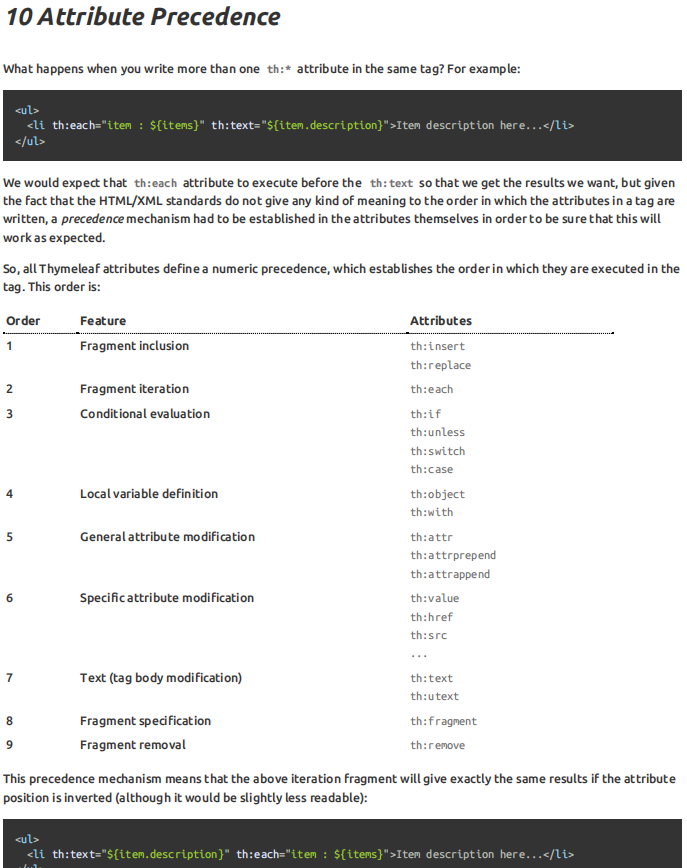 10 Attribute Precedence
What happens when you write more than one th:* attribute in the same tag? For example:
<ul>
<li th:each="item : ${items}" th:text="${item.description}">Item description here...</li>
</ul>
We would expect that th:each attribute to execute before the th:text so that we get the results we want, but given
the fact that the HTML/XML standards do not give any kind of meaning to the order in which the attributes in a tag are
written, a precedence mechanism had to be established in the attributes themselves in order to be sure that this will
work as expected.
So, all Thymeleaf attributes define a numeric precedence, which establishes the order in which they are executed in the
tag. This order is:
Order Feature Attributes
1 Fragment inclusion th:insert
th:replace
2 Fragment iteration th:each
3 Conditional evaluation th:if
th:unless
th:switch
th:case
4 Local variable definition th:object
th:with
5 General attribute modification th:attr
th:attrprepend
th:attrappend
6 Specific attribute modification th:value
th:href
th:src
...
7 Text (tag body modification) th:text
th:utext
8 Fragment specification th:fragment
9 Fragment removal th:remove
This precedence mechanism means that the above iteration fragment will give exactly the same results if the attribute
position is inverted (although it would be slightly less readable):
<ul>
<li th:text="${item.description}" th:each="item : ${items}">Item description here...</li>